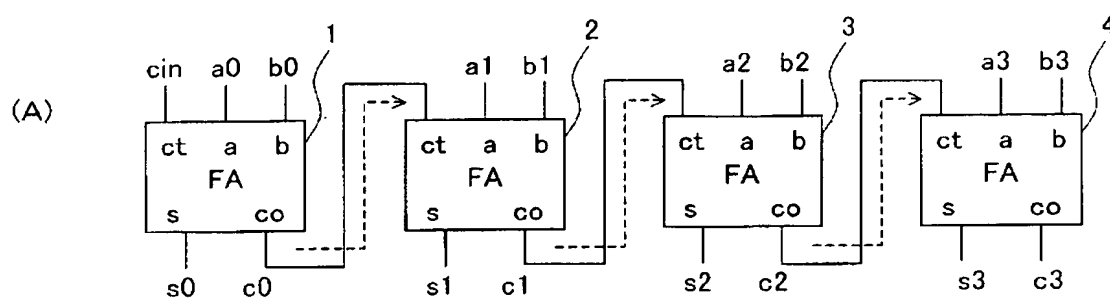 1 2 3 4
cin a0 b0 a1 b1 a2 b2 a3 b3
(A)
ct a b ct a b ct a b ct a b
FA FA FA FA
s co s co s co s co
s0 c0 s1 c1 s2 c2 s3 c3